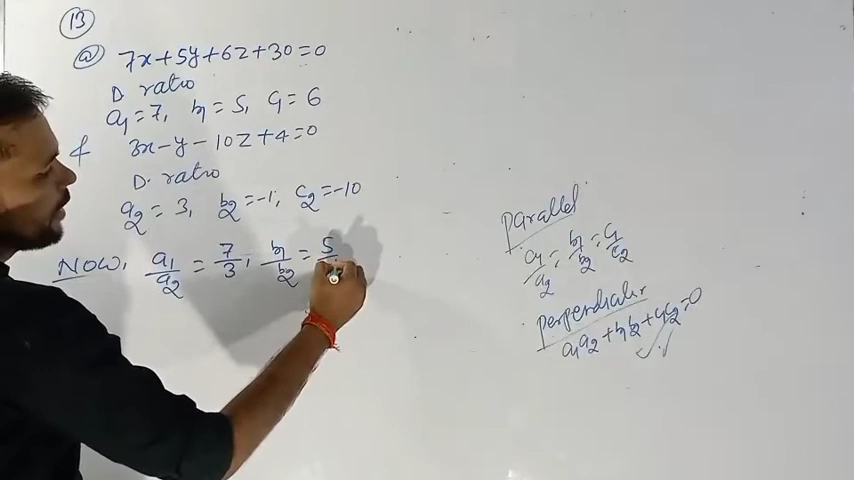 13
a 7x+5y+6z+30=0
D. ratio
a1=7, b1=5, c1=6
& 3x-y-10z+4=0
D. ratio
a2=3, b2=-1, c2=-10
Now, a1/a2 = 7/3, b1/b2 = 5
Parallel
a1/a2 = b1/b2 = c1/c2
perpendicular
a1a2+b1b2+c1c2=0